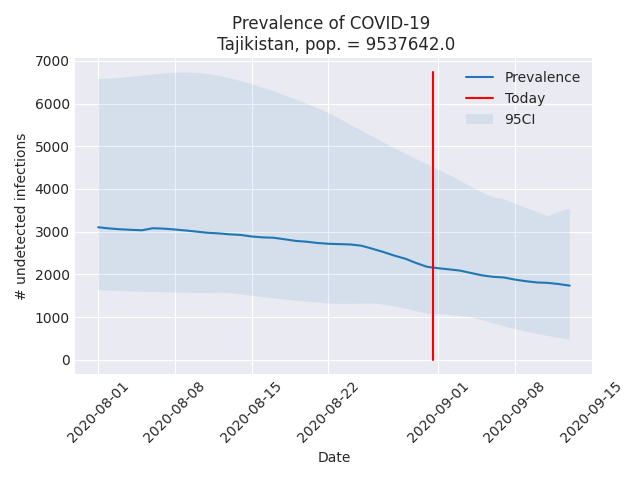 Prevalence of COVID-19
Tajikistan, pop. = 9537642.0
7000
6000
5000
4000
3000
2000
1000
0
# undetected infections
Prevalence
Today
95CI
2020-08-01
2020-08-08
2020-08-15
2020-08-22
2020-09-01
2020-09-08
2020-09-15
Date